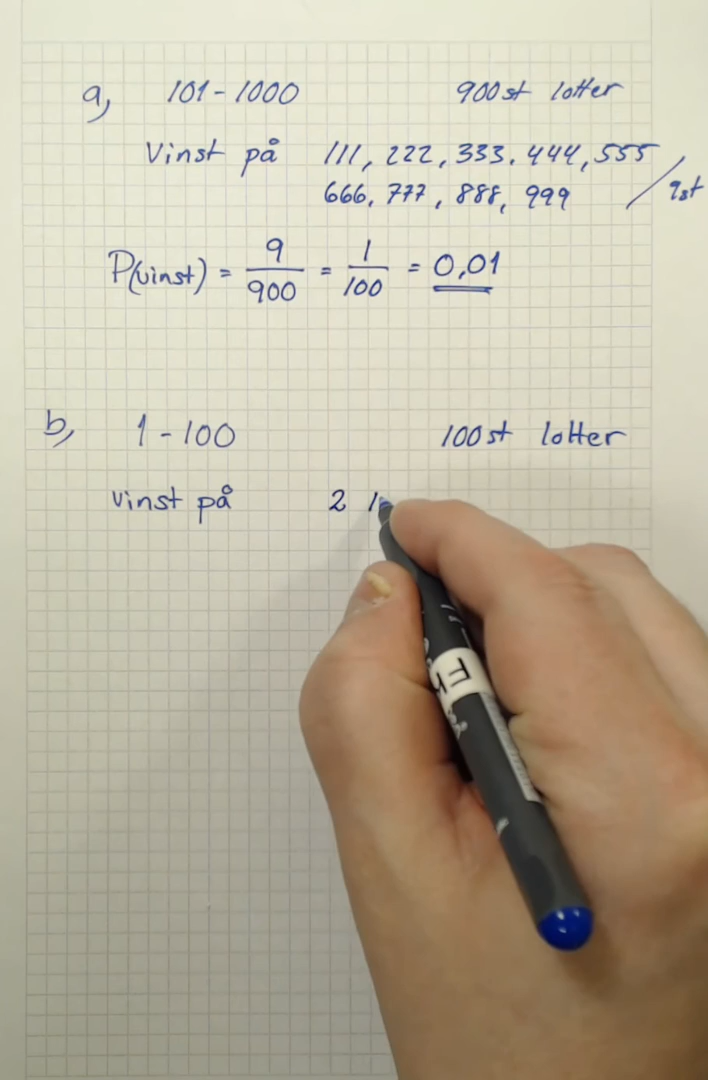 a) 101-1000 900st lotter
Vinst på 111, 222, 333, 444, 555
666, 777, 888, 999 / 9st
P(vinst) = 9/900 = 1/100 = 0,01
b) 1-100 100st lotter
Vinst på 2